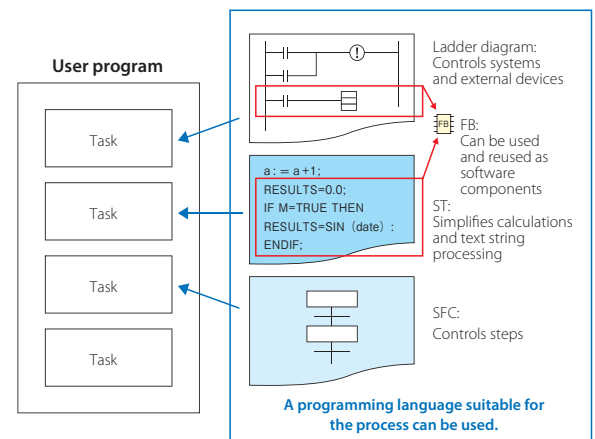 User program
Task
Task
Task
Task
Ladder diagram:
Controls systems
and external devices
FB
FB:
Can be used
and reused as
software
components
a : = a +1;
RESULTS=0.0;
IF M=TRUE THEN
RESULTS=SIN (date) :
ENDIF;
ST:
Simplifies calculations
and text string
processing
SFC:
Controls steps
A programming language suitable for
the process can be used.